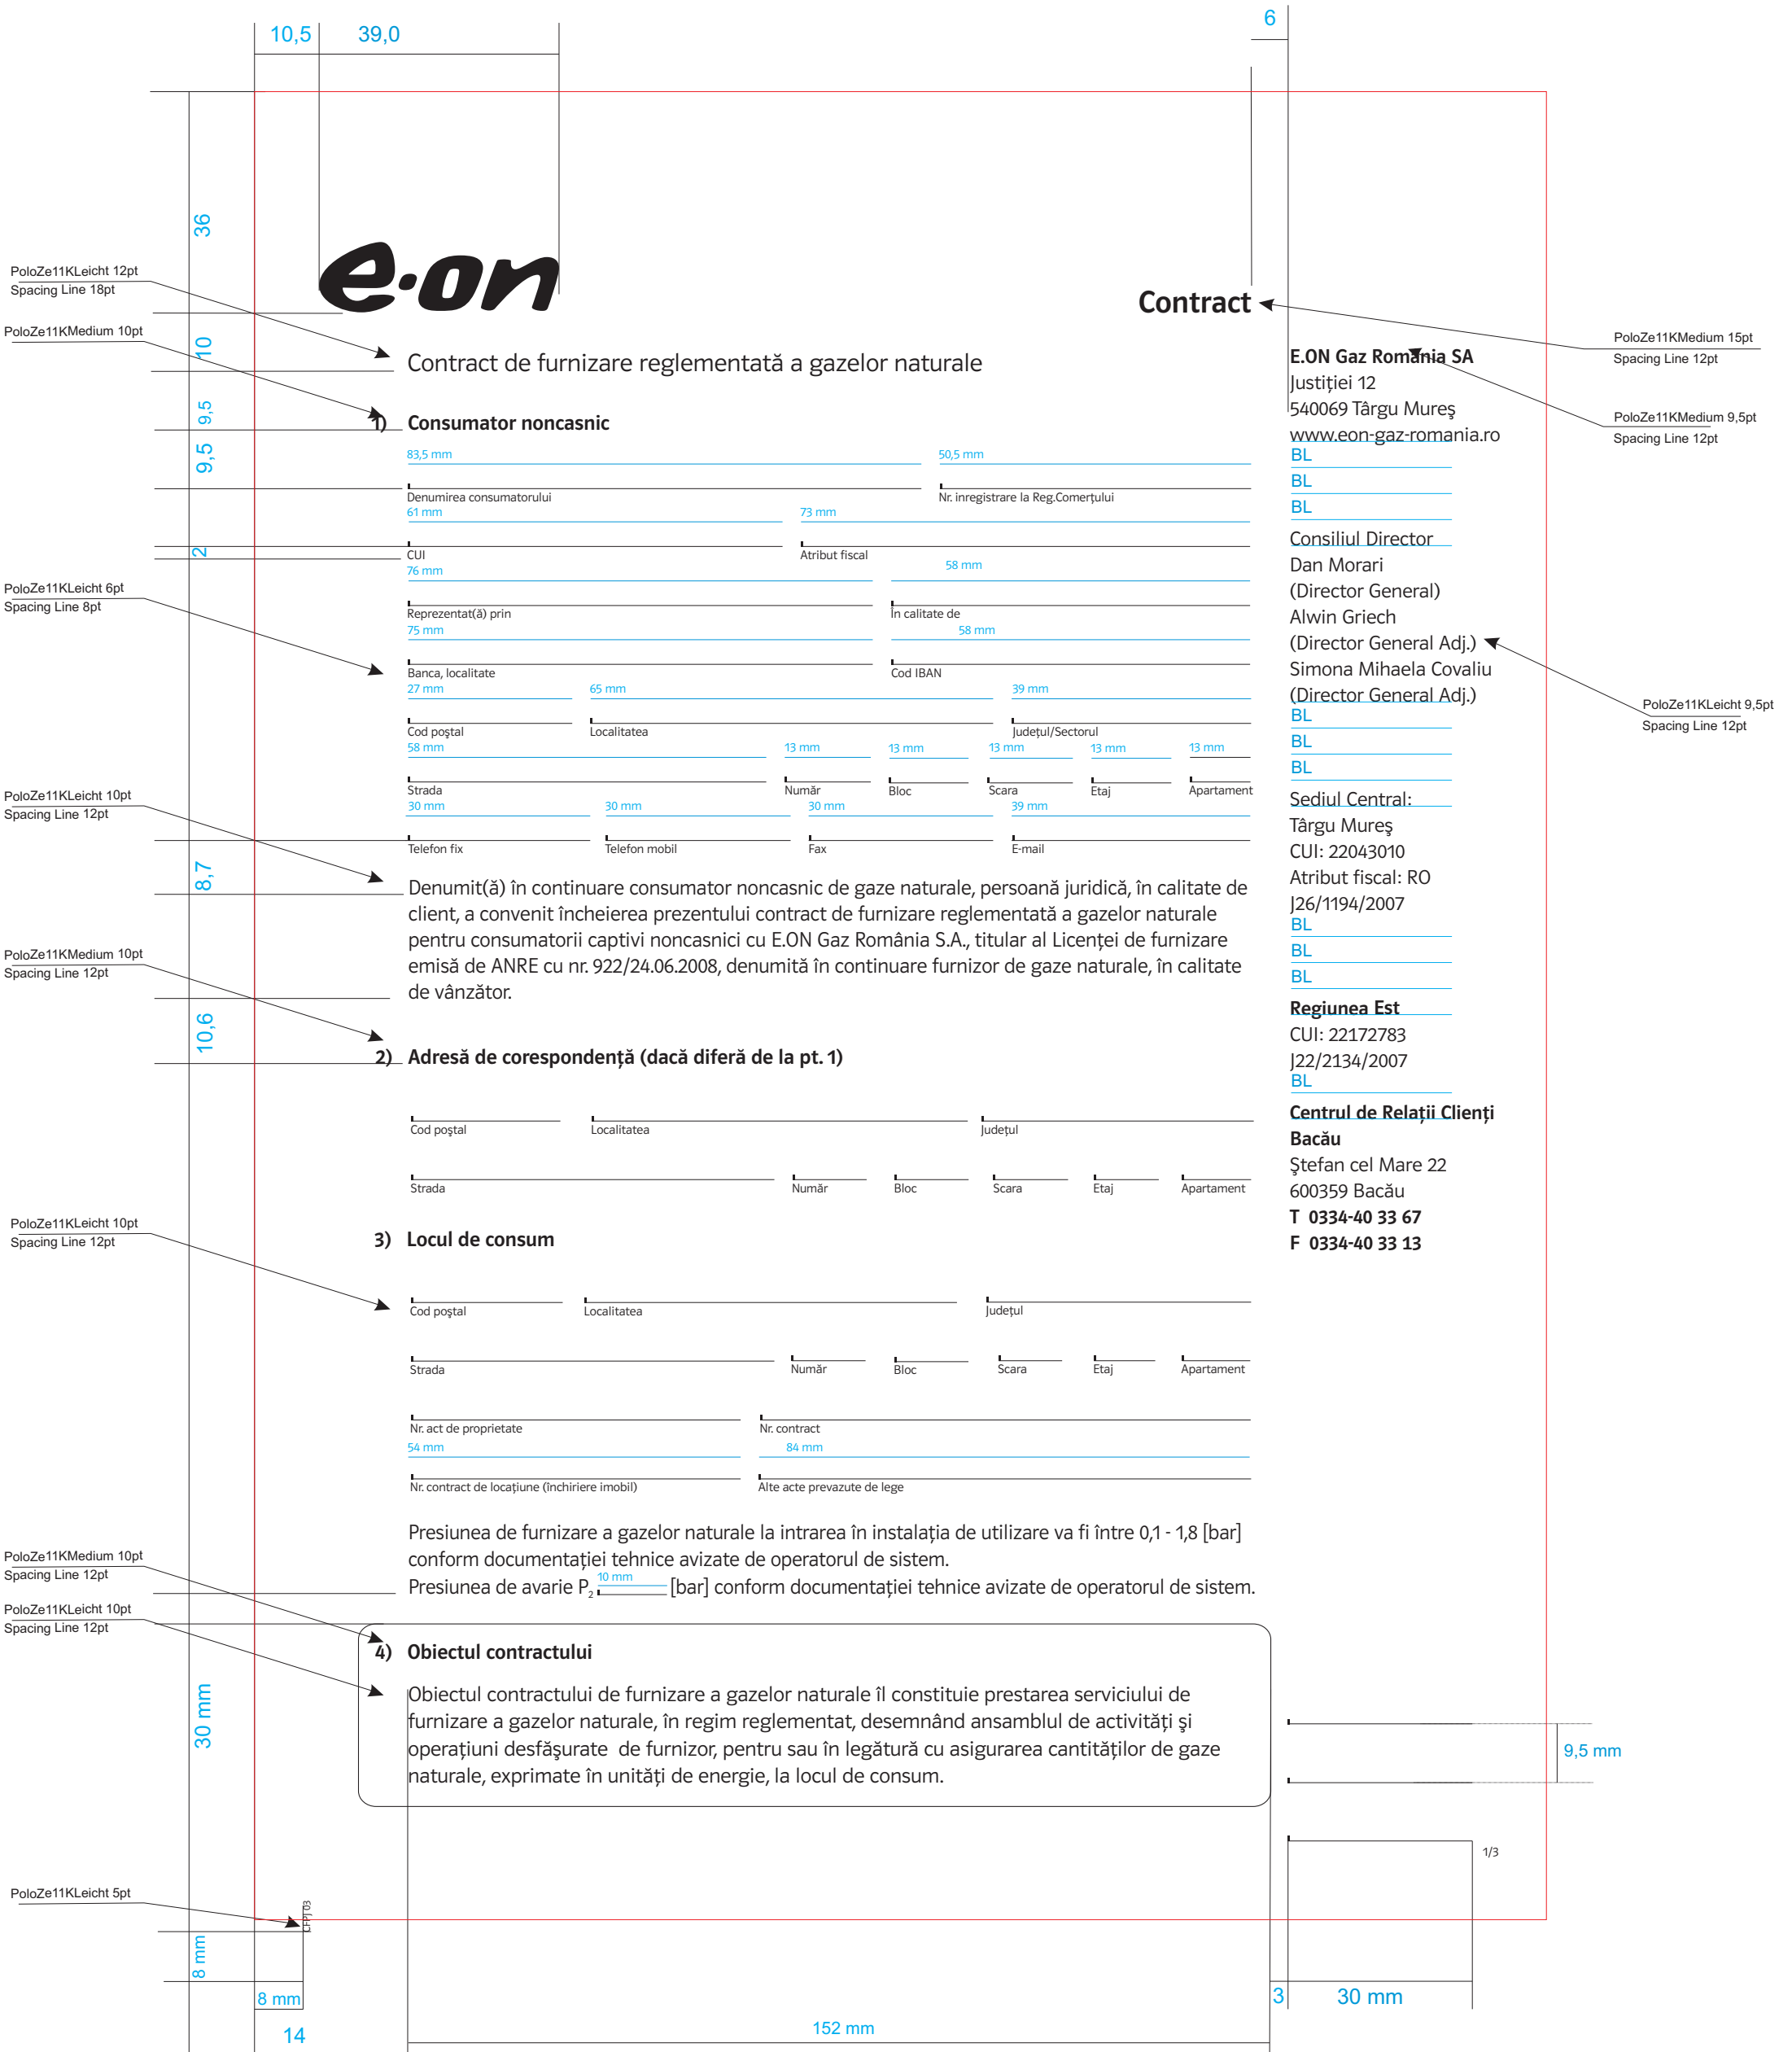 10,5 39,0
6
36
e·on
Contract
PoloZe11KLeicht 12pt
Spacing Line 18pt
PoloZe11KMedium 10pt
10
Contract de furnizare reglementată a gazelor naturale
9,5
1) Consumator noncasnic
9,5
83,5 mm 50,5 mm
Denumirea consumatorului Nr. inregistrare la Reg.Comerțului
61 mm 73 mm
2
CUI Atribut fiscal
76 mm 58 mm
PoloZe11KLeicht 6pt
Spacing Line 8pt
Reprezentat(ă) prin În calitate de
75 mm 58 mm
Banca, localitate Cod IBAN
27 mm 65 mm 39 mm
Cod poștal Localitatea Județul/Sectorul
58 mm 13 mm 13 mm 13 mm 13 mm 13 mm
Strada Număr Bloc Scara Etaj Apartament
30 mm 30 mm 30 mm 39 mm
PoloZe11KLeicht 10pt
Spacing Line 12pt
Telefon fix Telefon mobil Fax E-mail
8,7
Denumit(ă) în continuare consumator noncasnic de gaze naturale, persoană juridică, în calitate de
client, a convenit încheierea prezentului contract de furnizare reglementată a gazelor naturale
pentru consumatorii captivi noncasnici cu E.ON Gaz România S.A., titular al Licenței de furnizare
emisă de ANRE cu nr. 922/24.06.2008, denumită în continuare furnizor de gaze naturale, în calitate
de vânzător.
PoloZe11KMedium 10pt
Spacing Line 12pt
10,6
2) Adresă de corespondență (dacă diferă de la pt. 1)
Cod poștal Localitatea Județul
Strada Număr Bloc Scara Etaj Apartament
PoloZe11KLeicht 10pt
Spacing Line 12pt
3) Locul de consum
Cod poștal Localitatea Județul
Strada Număr Bloc Scara Etaj Apartament
Nr. act de proprietate Nr. contract
54 mm 84 mm
Nr. contract de locațiune (închiriere imobil) Alte acte prevazute de lege
Presiunea de furnizare a gazelor naturale la intrarea în instalația de utilizare va fi între 0,1 - 1,8 [bar]
conform documentației tehnice avizate de operatorul de sistem.
10 mm
Presiunea de avarie P2 [bar] conform documentației tehnice avizate de operatorul de sistem.
PoloZe11KMedium 10pt
Spacing Line 12pt
PoloZe11KLeicht 10pt
Spacing Line 12pt
4) Obiectul contractului
30 mm
Obiectul contractului de furnizare a gazelor naturale îl constituie prestarea serviciului de
furnizare a gazelor naturale, în regim reglementat, desemnând ansamblul de activități și
operațiuni desfășurate de furnizor, pentru sau în legătură cu asigurarea cantităților de gaze
naturale, exprimate în unități de energie, la locul de consum.
E.ON Gaz România SA
Justiției 12
540069 Târgu Mureș
www.eon-gaz-romania.ro
BL
BL
BL
Consiliul Director
Dan Morari
(Director General)
Alwin Griech
(Director General Adj.)
Simona Mihaela Covaliu
(Director General Adj.)
BL
BL
BL
Sediul Central:
Târgu Mureș
CUI: 22043010
Atribut fiscal: RO
J26/1194/2007
BL
BL
BL
Regiunea Est
CUI: 22172783
J22/2134/2007
BL
Centrul de Relații Clienți
Bacău
Ștefan cel Mare 22
600359 Bacău
T 0334-40 33 67
F 0334-40 33 13
PoloZe11KMedium 15pt
Spacing Line 12pt
PoloZe11KMedium 9,5pt
Spacing Line 12pt
PoloZe11KLeicht 9,5pt
Spacing Line 12pt
9,5 mm
1/3
PoloZe11KLeicht 5pt
CFPJ 03
8 mm
8 mm
14
152 mm
3
30 mm